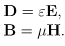 𝐃 = ε𝐄,
𝐁 = μ𝐇.